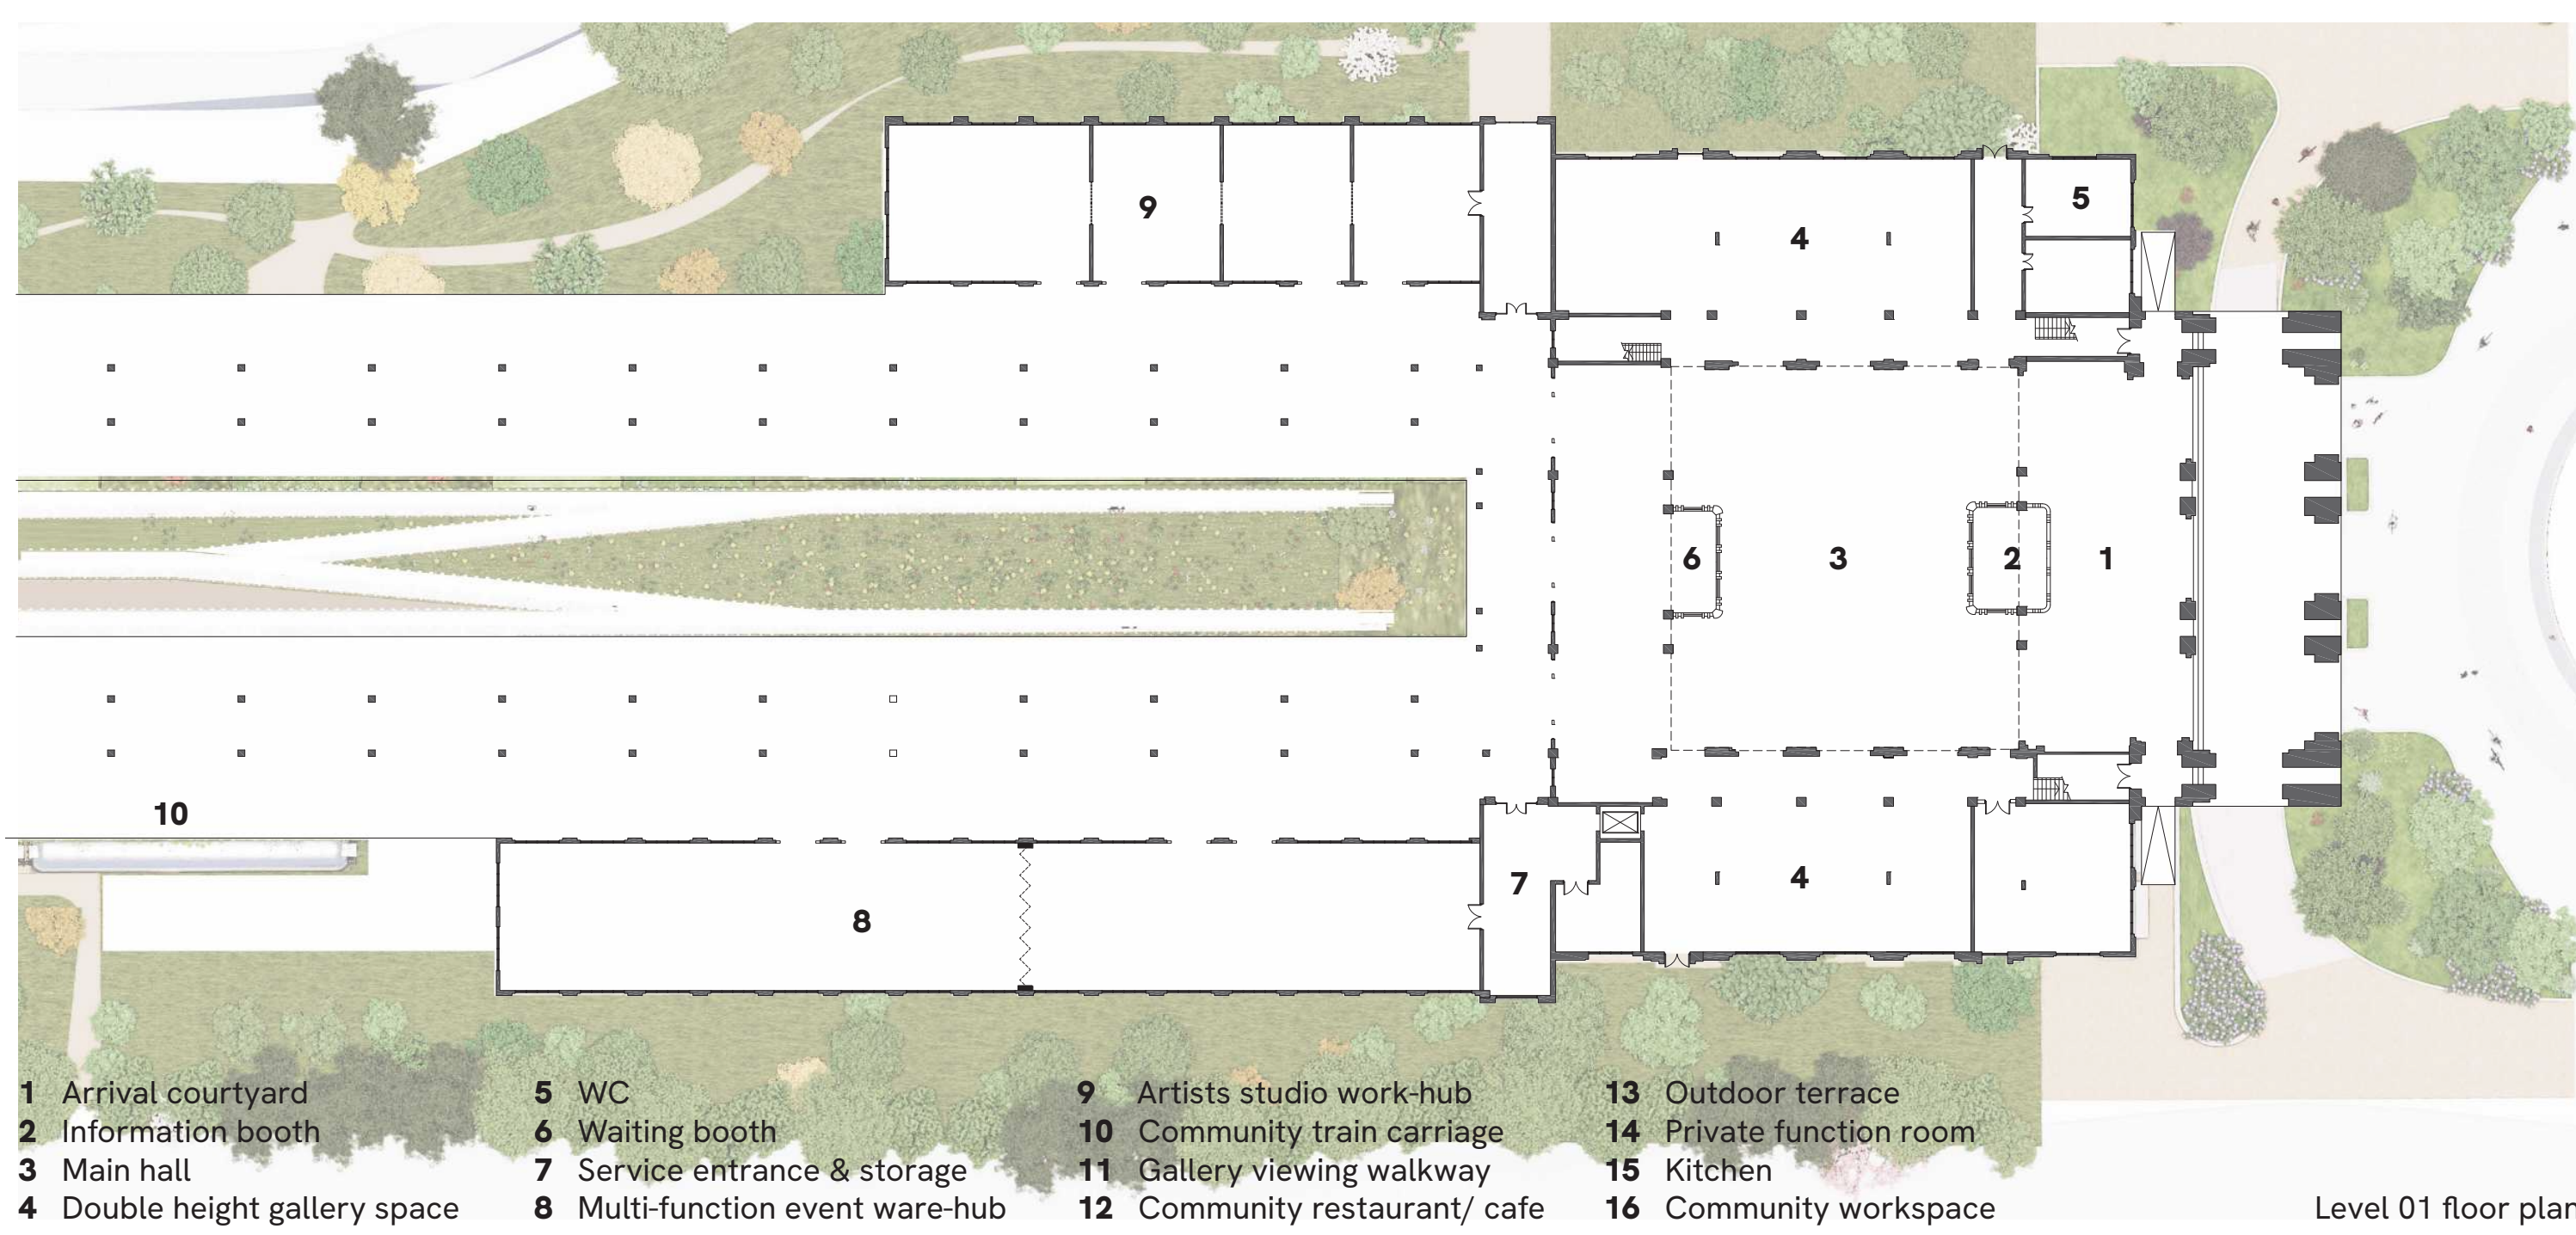 9
5
4
6
3
2
1
10
7
4
8
1 Arrival courtyard
2 Information booth
3 Main hall
4 Double height gallery space
5 WC
6 Waiting booth
7 Service entrance & storage
8 Multi-function event ware-hub
9 Artists studio work-hub
10 Community train carriage
11 Gallery viewing walkway
12 Community restaurant/ cafe
13 Outdoor terrace
14 Private function room
15 Kitchen
16 Community workspace
Level 01 floor plan